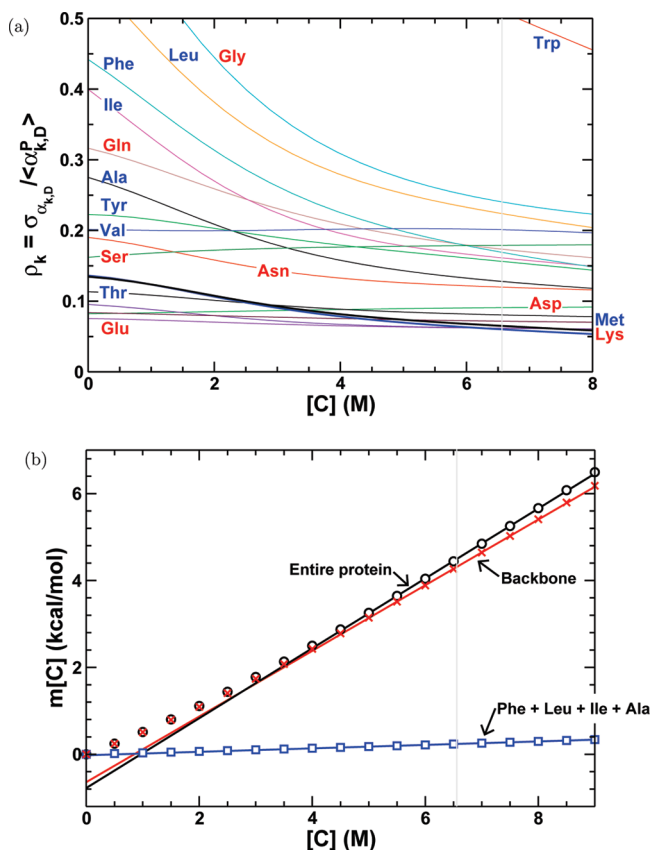 (a)
0.5
0.4
0.3
0.2
0.1
0
ρk = σαk,D /<αPk,D>
Phe
Leu
Gly
Trp
Ile
Gln
Ala
Tyr
Val
Ser
Asn
Thr
Asp
Glu
Met
Lys
0 2 4 6 8
[C] (M)
(b)
6
4
2
0
m[C] (kcal/mol)
Entire protein
Backbone
Phe + Leu + Ile + Ala
0 2 4 6 8
[C] (M)